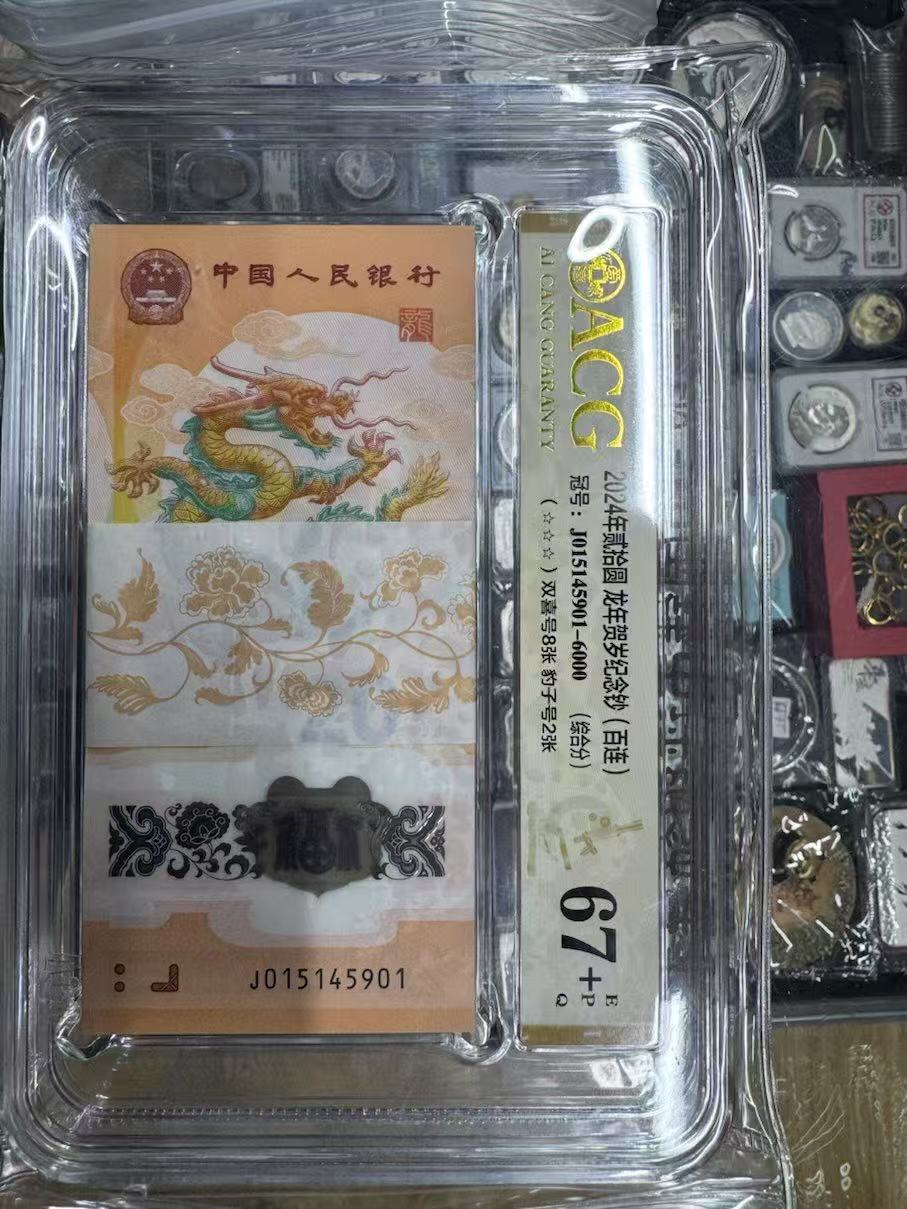 中国人民银行
龍
J015145901
ACG
AI CANG GUARANTY
2024年贰拾圆 龙年贺岁纪念钞（百连）
冠号：J015145901-6000 （综合分）
（☆☆☆）双喜号8张 豹子号2张
67+
E
P
Q